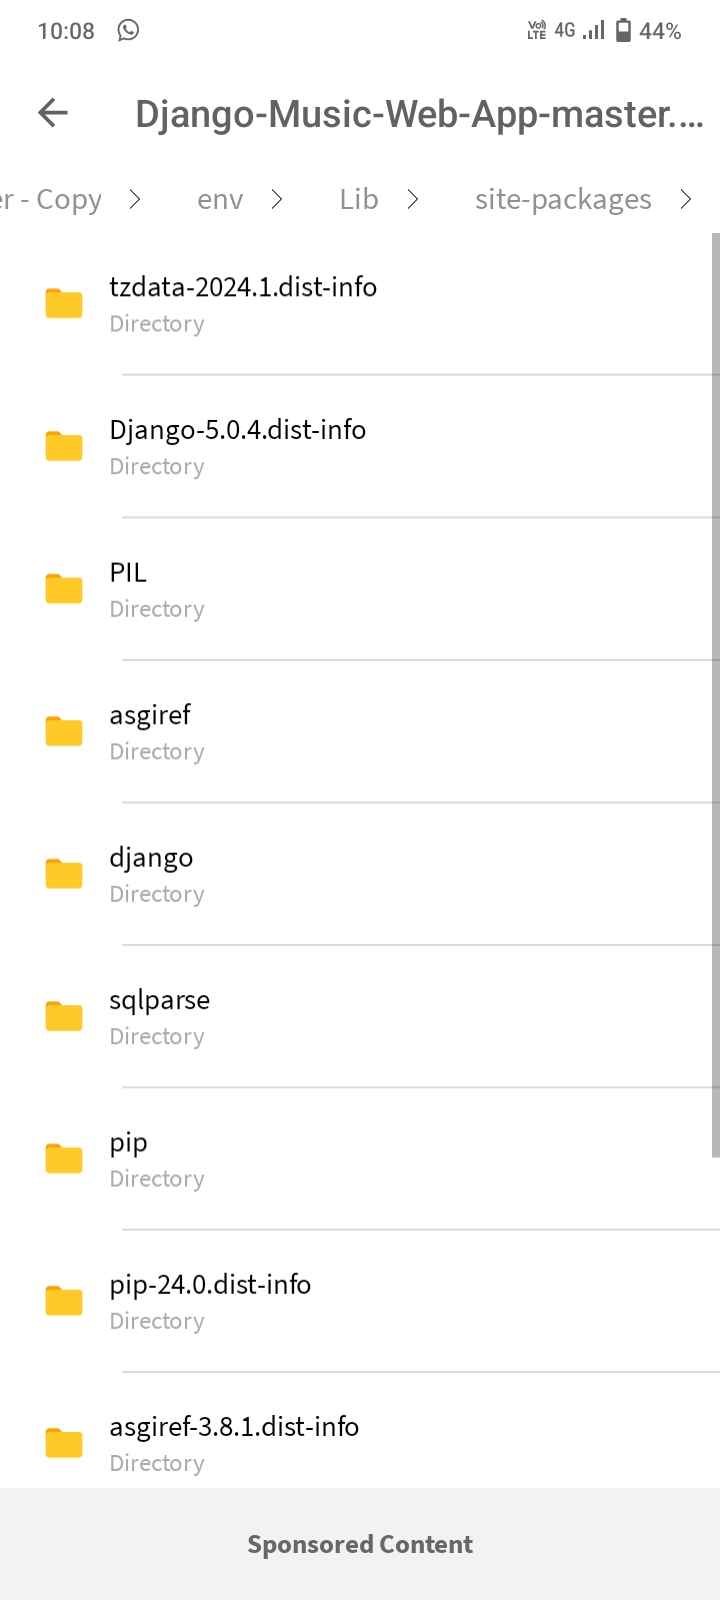 10:08
Vo) LTE 4G 44%
Django-Music-Web-App-master....
er - Copy > env > Lib > site-packages >
tzdata-2024.1.dist-info
Directory
Django-5.0.4.dist-info
Directory
PIL
Directory
asgiref
Directory
django
Directory
sqlparse
Directory
pip
Directory
pip-24.0.dist-info
Directory
asgiref-3.8.1.dist-info
Directory
Sponsored Content